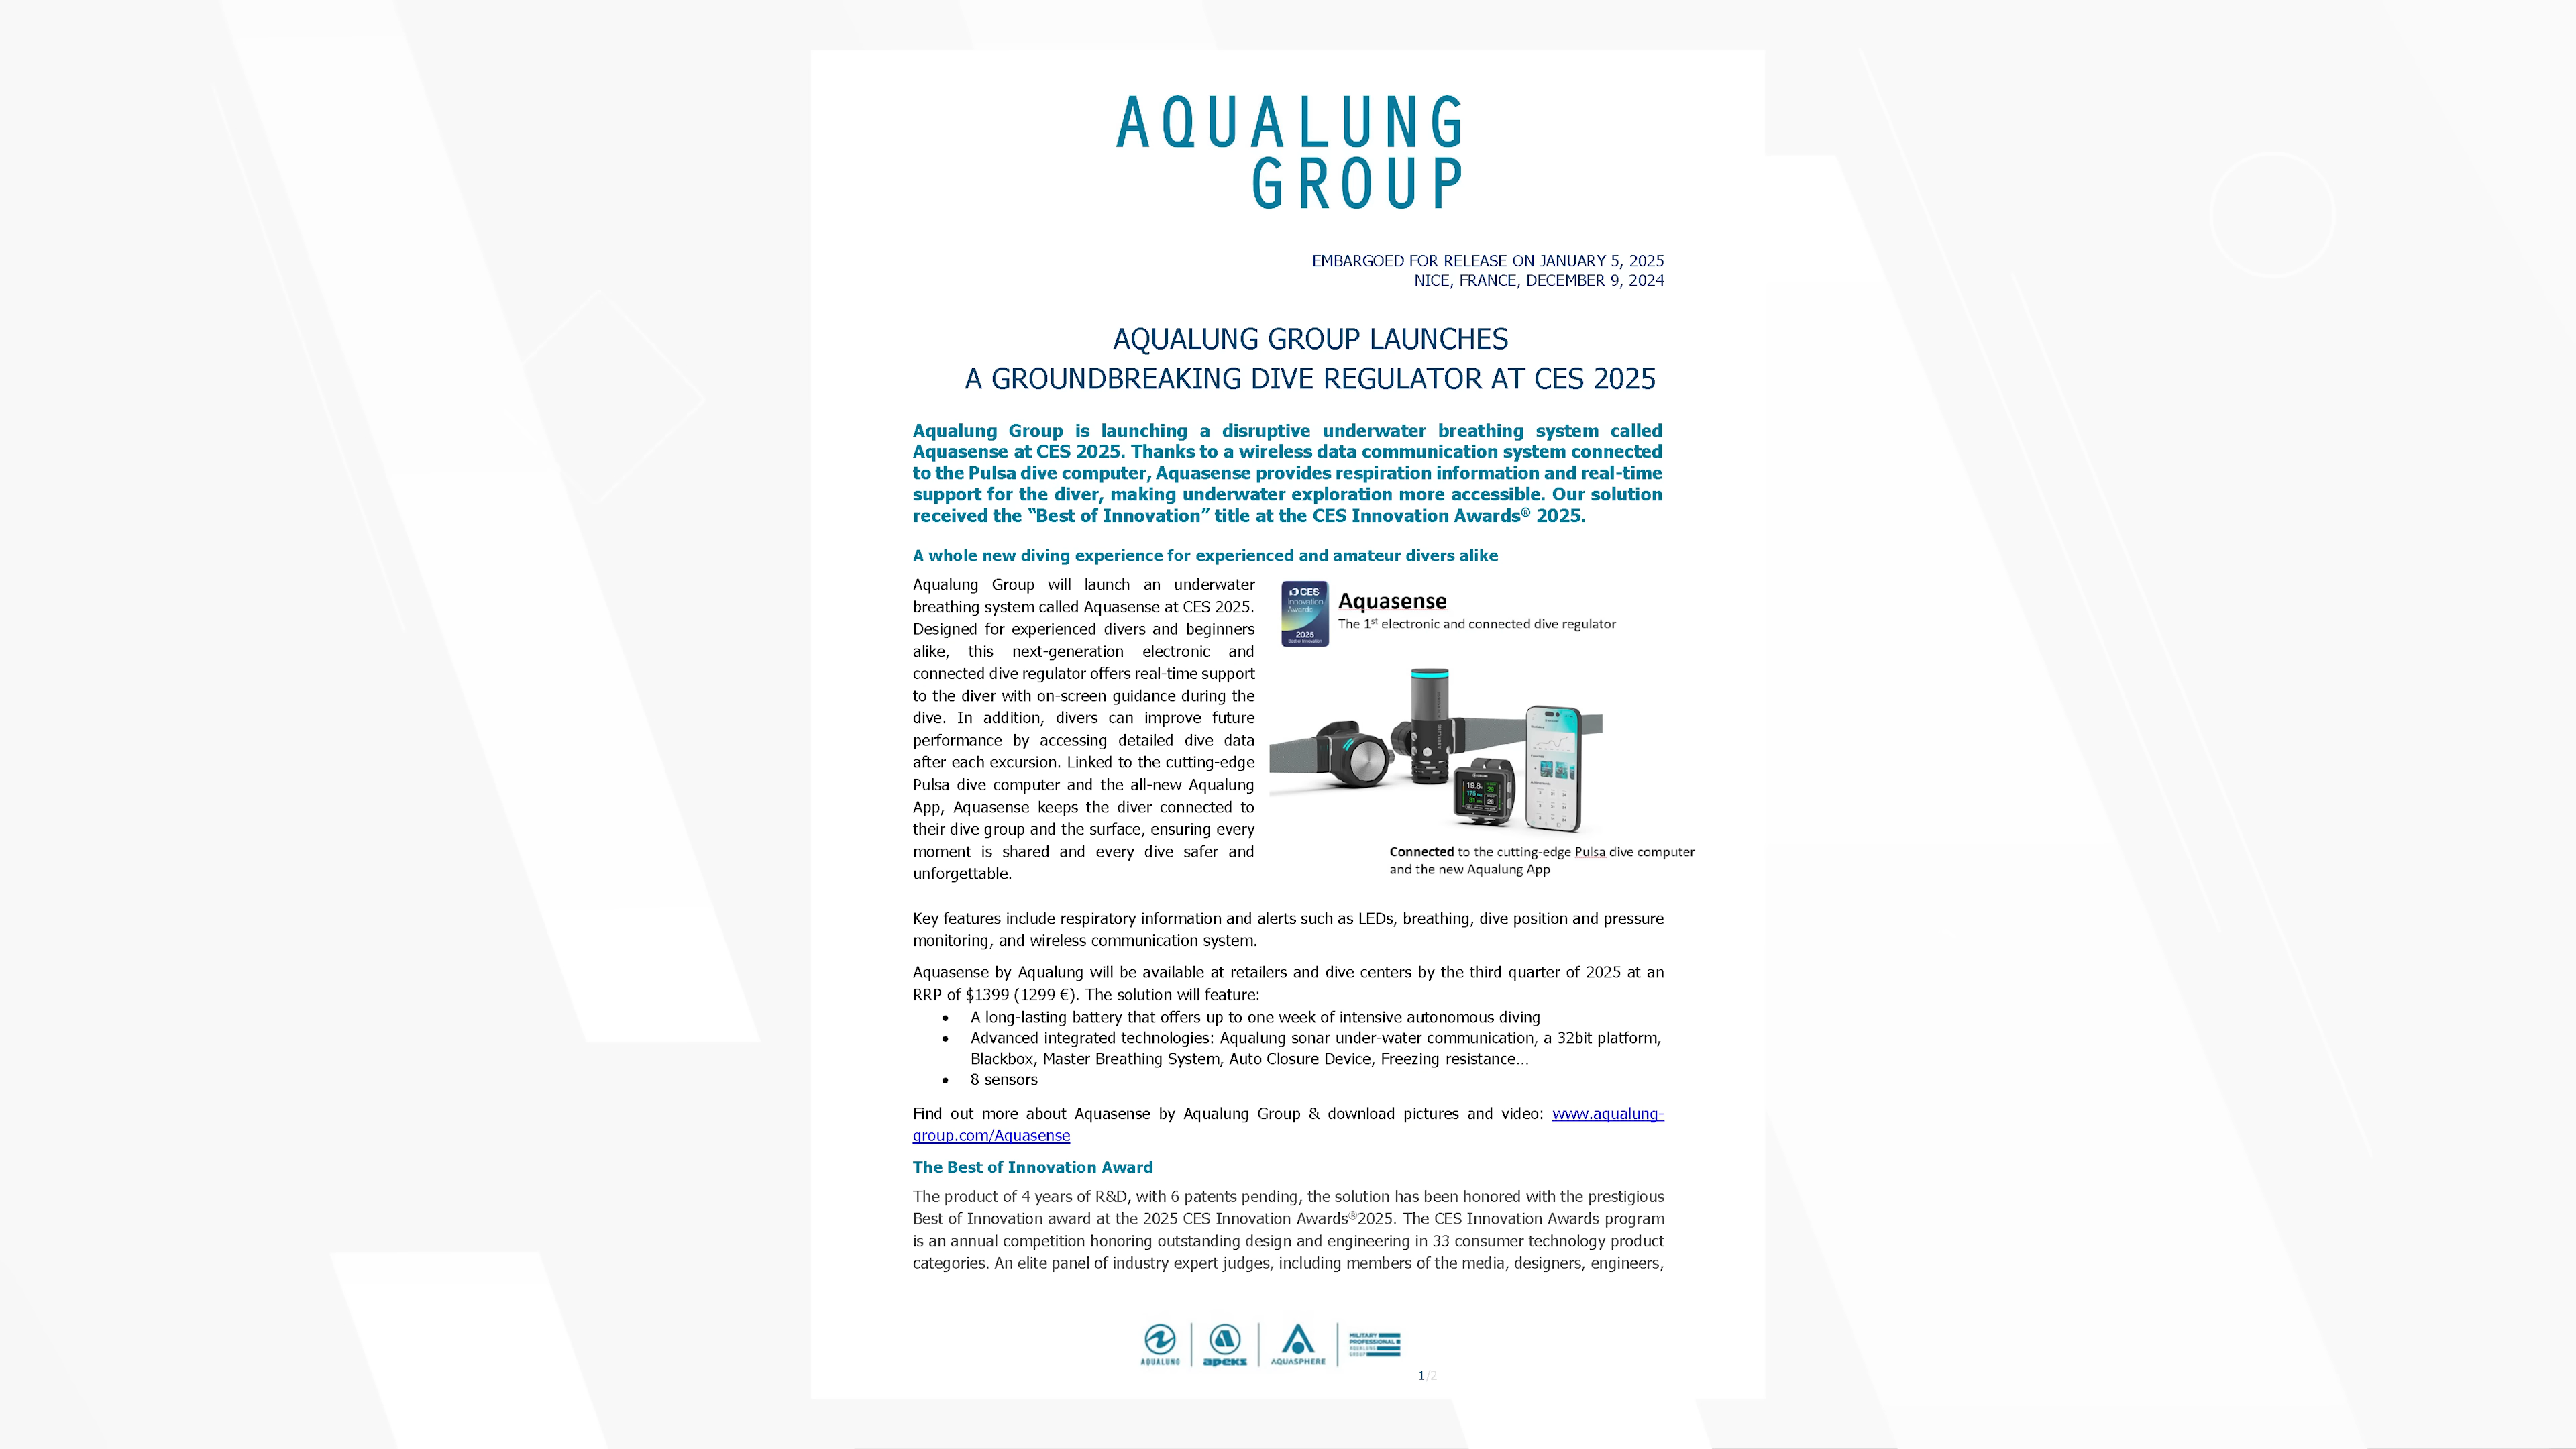 AQUALUNG
GROUP
EMBARGOED FOR RELEASE ON JANUARY 5, 2025
NICE, FRANCE, DECEMBER 9, 2024
AQUALUNG GROUP LAUNCHES
A GROUNDBREAKING DIVE REGULATOR AT CES 2025
Aqualung Group is launching a disruptive underwater breathing system called
Aquasense at CES 2025. Thanks to a wireless data communication system connected
to the Pulsa dive computer, Aquasense provides respiration information and real-time
support for the diver, making underwater exploration more accessible. Our solution
received the “Best of Innovation” title at the CES Innovation Awards® 2025.
A whole new diving experience for experienced and amateur divers alike
Aqualung Group will launch an underwater
breathing system called Aquasense at CES 2025.
Designed for experienced divers and beginners
alike, this next-generation electronic and
connected dive regulator offers real-time support
to the diver with on-screen guidance during the
dive. In addition, divers can improve future
performance by accessing detailed dive data
after each excursion. Linked to the cutting-edge
Pulsa dive computer and the all-new Aqualung
App, Aquasense keeps the diver connected to
their dive group and the surface, ensuring every
moment is shared and every dive safer and
unforgettable.
CES
Innovation
Awards
2025
Best of Innovation
Aquasense
The 1st electronic and connected dive regulator
19.8
Connected to the cutting-edge Pulsa dive computer
and the new Aqualung App
Key features include respiratory information and alerts such as LEDs, breathing, dive position and pressure
monitoring, and wireless communication system.
Aquasense by Aqualung will be available at retailers and dive centers by the third quarter of 2025 at an
RRP of $1399 (1299 €). The solution will feature:
• A long-lasting battery that offers up to one week of intensive autonomous diving
• Advanced integrated technologies: Aqualung sonar under-water communication, a 32bit platform,
Blackbox, Master Breathing System, Auto Closure Device, Freezing resistance…
• 8 sensors
Find out more about Aquasense by Aqualung Group & download pictures and video: www.aqualung-
group.com/Aquasense
The Best of Innovation Award
The product of 4 years of R&D, with 6 patents pending, the solution has been honored with the prestigious
Best of Innovation award at the 2025 CES Innovation Awards®2025. The CES Innovation Awards program
is an annual competition honoring outstanding design and engineering in 33 consumer technology product
categories. An elite panel of industry expert judges, including members of the media, designers, engineers,
AQUALUNG
apeks
AQUASPHERE
MILITARY
PROFESSIONAL
AQUALUNG
GROUP
1/2